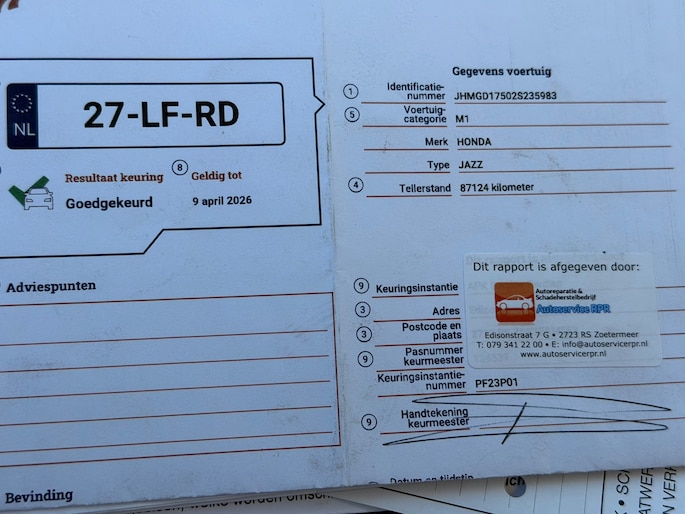 NL
27-LF-RD
Resultaat keuring
Goedgekeurd
8
Geldig tot
9 april 2026
Adviespunten
Bevinding
Gegevens voertuig
1 Identificatie-
nummer JHMGD17502S235983
5 Voertuig-
categorie M1
Merk HONDA
Type JAZZ
4 Tellerstand 87124 kilometer
9 Keuringsinstantie
3 Adres
3 Postcode en
plaats
9 Pasnummer
keurmeester
Keuringsinstantie-
nummer PF23P01
9 Handtekening
keurmeester
Datum en tijdstip
Dit rapport is afgegeven door:
Autoreparatie &
Schadeherstelbedrijf
Autoservice RPR
Edisonstraat 7 G • 2723 RS Zoetermeer
T: 079 341 22 00 • E: info@autoservicerpr.nl
www.autoservicerpr.nl